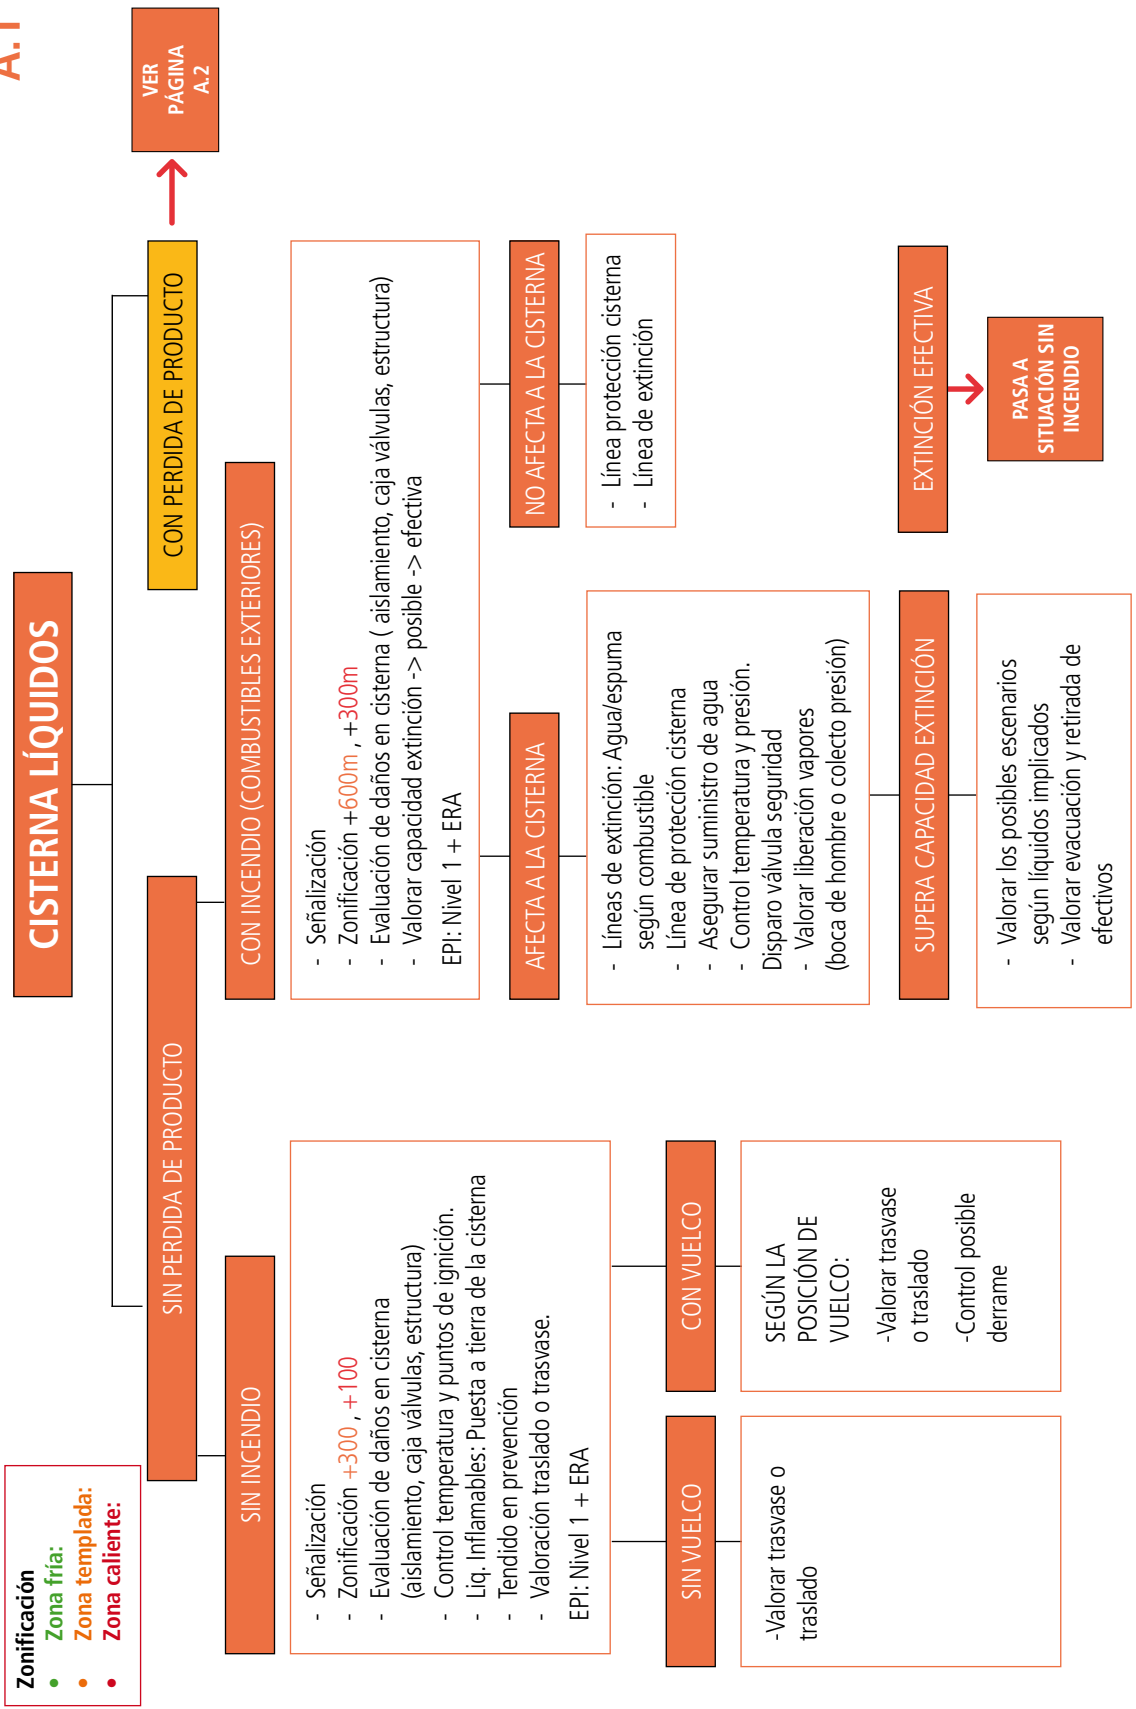 A.1
Zonificación
• Zona fría:
• Zona templada:
• Zona caliente:
CISTERNA LÍQUIDOS
SIN PERDIDA DE PRODUCTO
CON PERDIDA DE PRODUCTO
VER
PÁGINA
A.2
SIN INCENDIO
- Señalización
- Zonificación +300 , +100
- Evaluación de daños en cisterna
(aislamiento, caja válvulas, estructura)
- Control temperatura y puntos de ignición.
- Liq. Inflamables: Puesta a tierra de la cisterna
- Tendido en prevención
- Valoración traslado o trasvase.
EPI: Nivel 1 + ERA
SIN VUELCO
-Valorar trasvase o
traslado
CON VUELCO
SEGÚN LA
POSICIÓN DE
VUELCO:
-Valorar trasvase
o traslado
-Control posible
derrame
CON INCENDIO (COMBUSTIBLES EXTERIORES)
- Señalización
- Zonificación +600m , +300m
- Evaluación de daños en cisterna ( aislamiento, caja válvulas, estructura)
- Valorar capacidad extinción -> posible -> efectiva
EPI: Nivel 1 + ERA
AFECTA A LA CISTERNA
- Líneas de extinción: Agua/espuma
según combustible
- Línea de protección cisterna
- Asegurar suministro de agua
- Control temperatura y presión.
Disparo válvula seguridad
- Valorar liberación vapores
(boca de hombre o colecto presión)
NO AFECTA A LA CISTERNA
- Línea protección cisterna
- Línea de extinción
SUPERA CAPACIDAD EXTINCIÓN
- Valorar los posibles escenarios
según líquidos implicados
- Valorar evacuación y retirada de
efectivos
EXTINCIÓN EFECTIVA
PASA A
SITUACIÓN SIN
INCENDIO